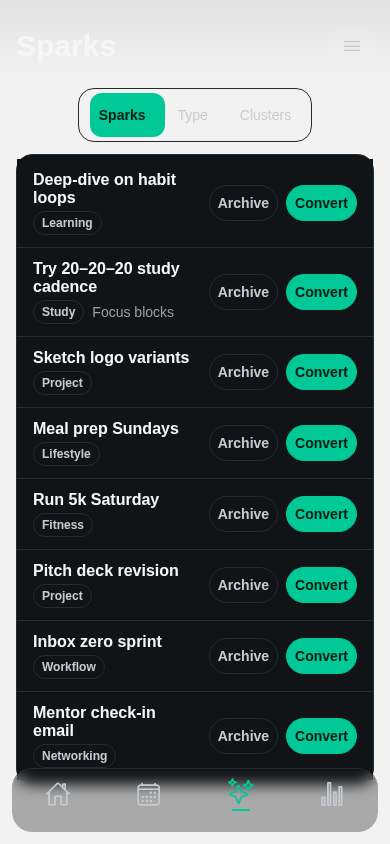 Sparks
Sparks Type Clusters
Deep-dive on habit
loops
Learning
Archive Convert
Try 20–20–20 study
cadence
Study Focus blocks
Archive Convert
Sketch logo variants
Project
Archive Convert
Meal prep Sundays
Lifestyle
Archive Convert
Run 5k Saturday
Fitness
Archive Convert
Pitch deck revision
Project
Archive Convert
Inbox zero sprint
Workflow
Archive Convert
Mentor check-in
email
Networking
Archive Convert